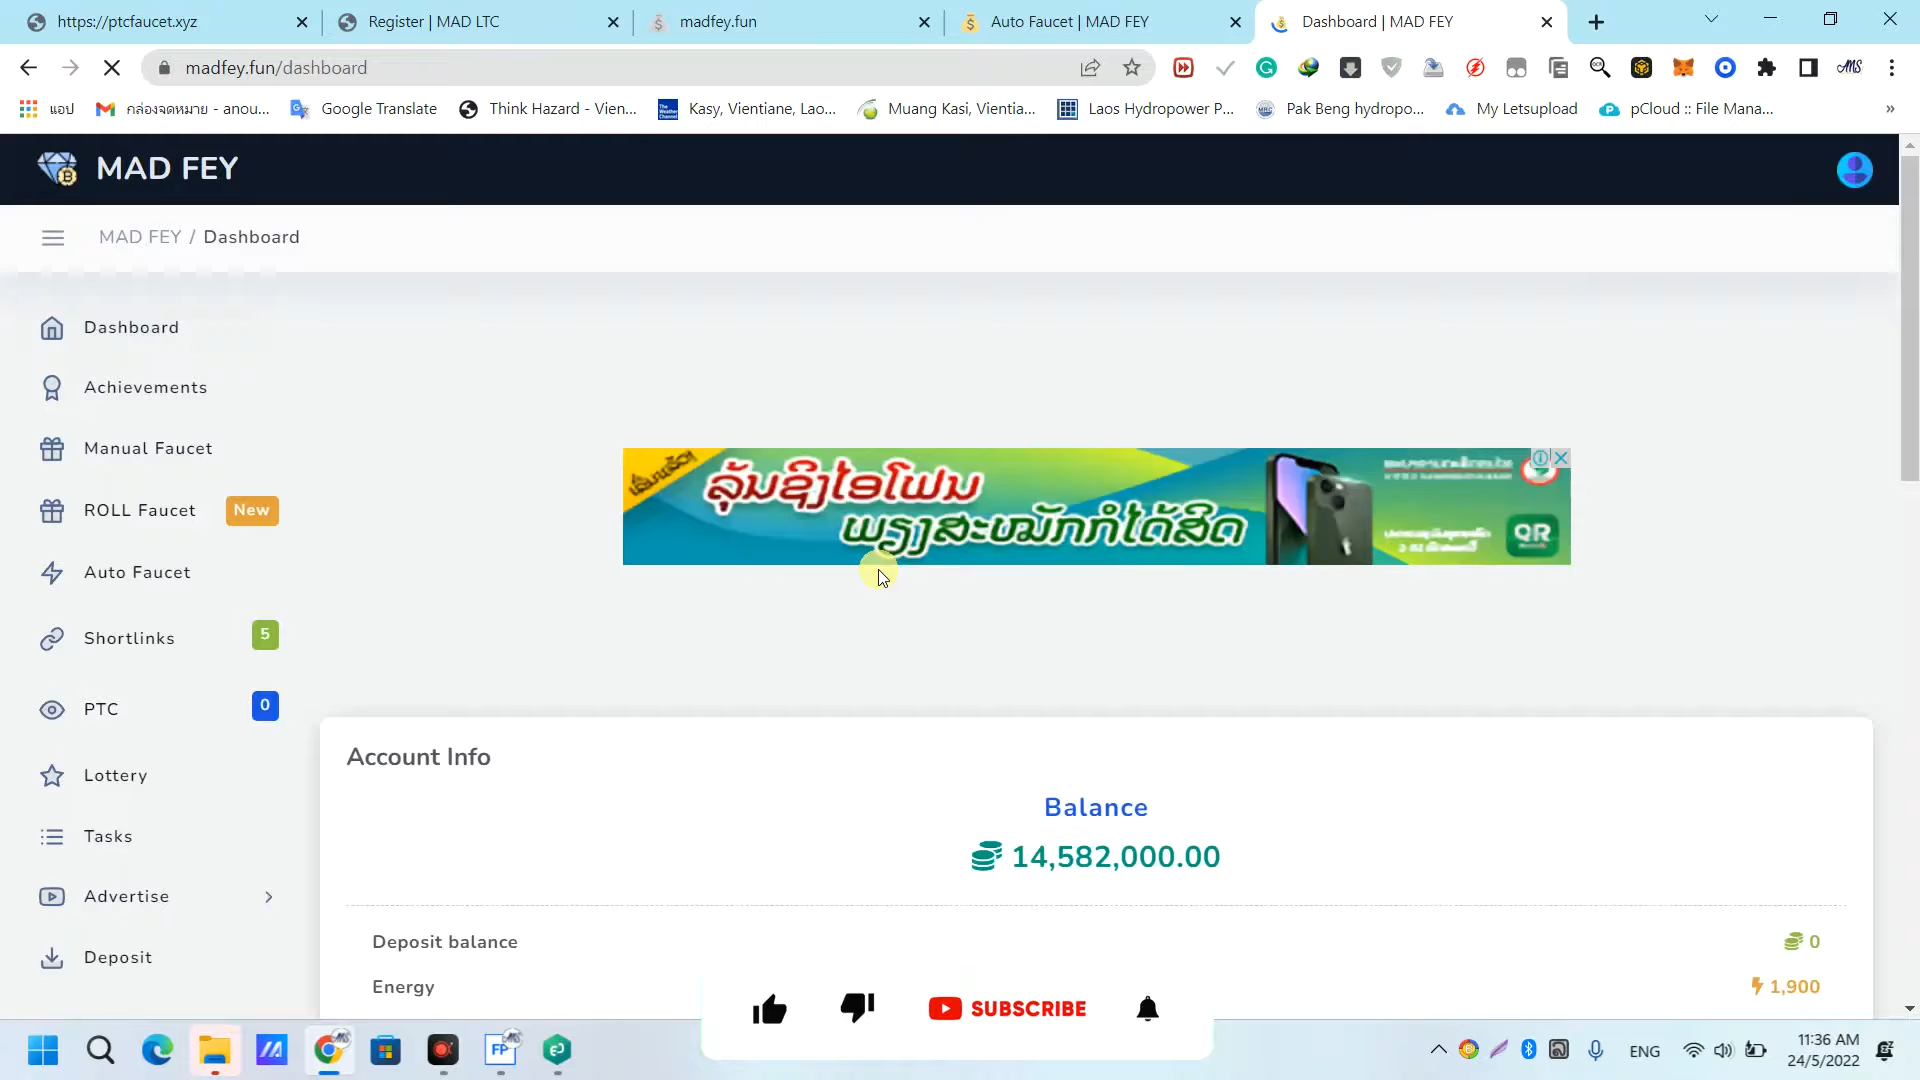 https://ptcfaucet.xyz
Register | MAD LTC
madfey.fun
Auto Faucet | MAD FEY
Dashboard | MAD FEY
madfey.fun/dashboard
แอป
กล่องจดหมาย - anou...
Google Translate
Think Hazard - Vien...
Kasy, Vientiane, Lao...
Muang Kasi, Vientia...
Laos Hydropower P...
Pak Beng hydropo...
My Letsupload
pCloud :: File Mana...
»
MAD FEY
MAD FEY / Dashboard
Dashboard
Achievements
Manual Faucet
ROLL Faucet New
Auto Faucet
Shortlinks 5
PTC 0
Lottery
Tasks
Advertise
Deposit
ລຸ້ນຊິງໄອໂຟນ
ພຽງສະໝັກກໍໄດ້ສິດ
QR
Account Info
Balance
14,582,000.00
Deposit balance 0
Energy 1,900
SUBSCRIBE
FP
ENG
11:36 AM
24/5/2022